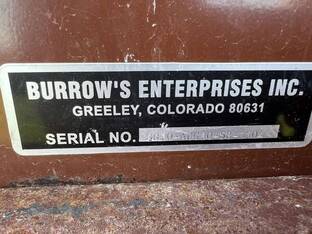 BURROW'S ENTERPRISES INC.
GREELEY, COLORADO 80631
SERIAL NO.